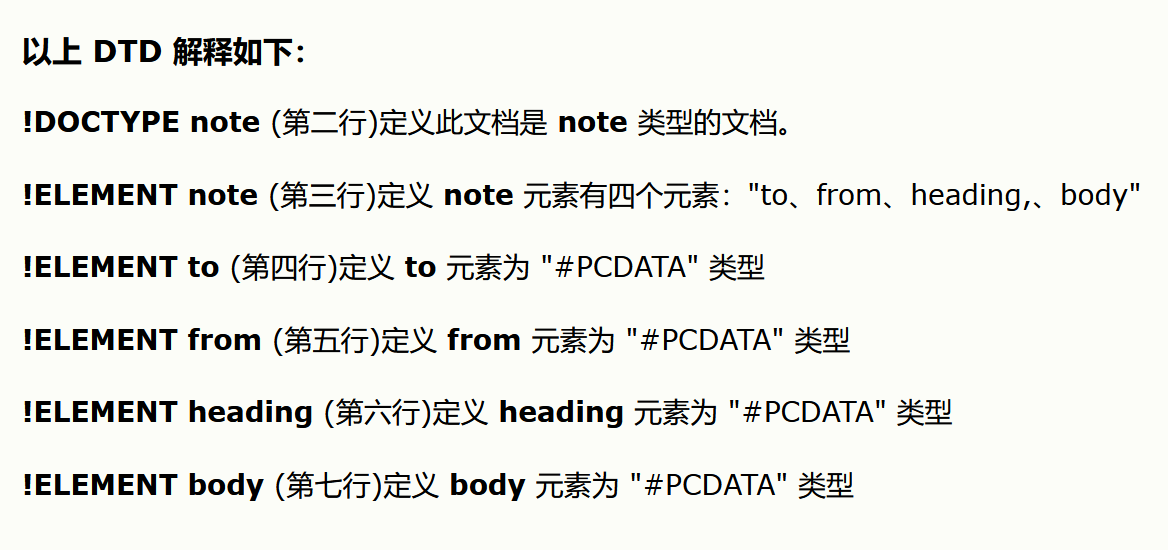 以上 DTD 解释如下：
!DOCTYPE note (第二行)定义此文档是 note 类型的文档。
!ELEMENT note (第三行)定义 note 元素有四个元素："to、from、heading,、body"
!ELEMENT to (第四行)定义 to 元素为 "#PCDATA" 类型
!ELEMENT from (第五行)定义 from 元素为 "#PCDATA" 类型
!ELEMENT heading (第六行)定义 heading 元素为 "#PCDATA" 类型
!ELEMENT body (第七行)定义 body 元素为 "#PCDATA" 类型